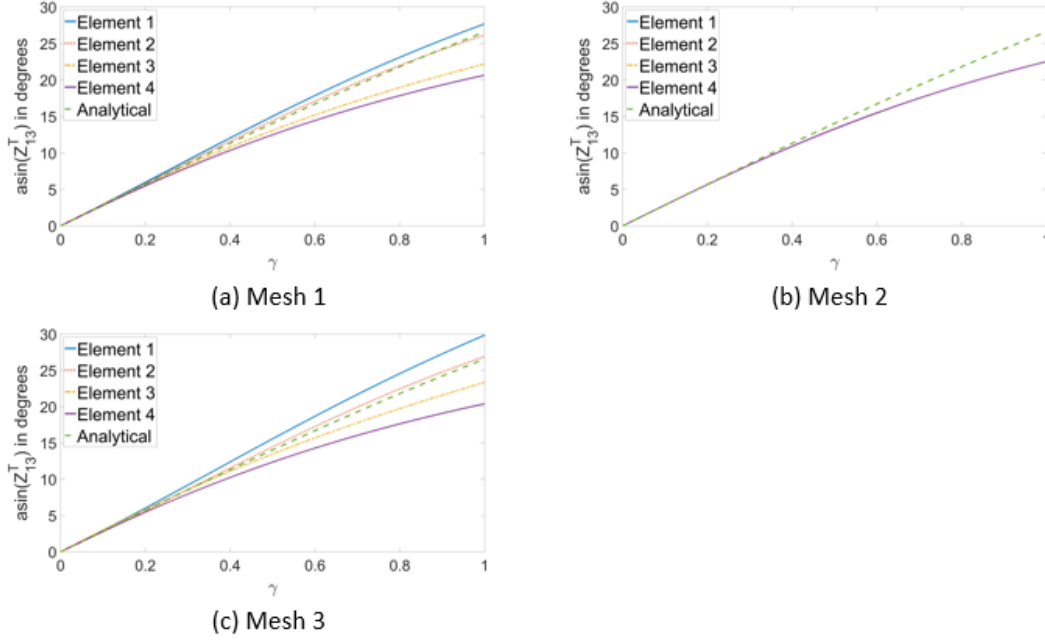 30
25
20
15
10
5
0
asin(Z^T_13) in degrees
Element 1
Element 2
Element 3
Element 4
Analytical
0 0.2 0.4 0.6 0.8 1
γ
(a) Mesh 1
30
25
20
15
10
5
0
asin(Z^T_13) in degrees
Element 1
Element 2
Element 3
Element 4
Analytical
0 0.2 0.4 0.6 0.8 1
γ
(b) Mesh 2
30
25
20
15
10
5
0
asin(Z^T_13) in degrees
Element 1
Element 2
Element 3
Element 4
Analytical
0 0.2 0.4 0.6 0.8 1
γ
(c) Mesh 3